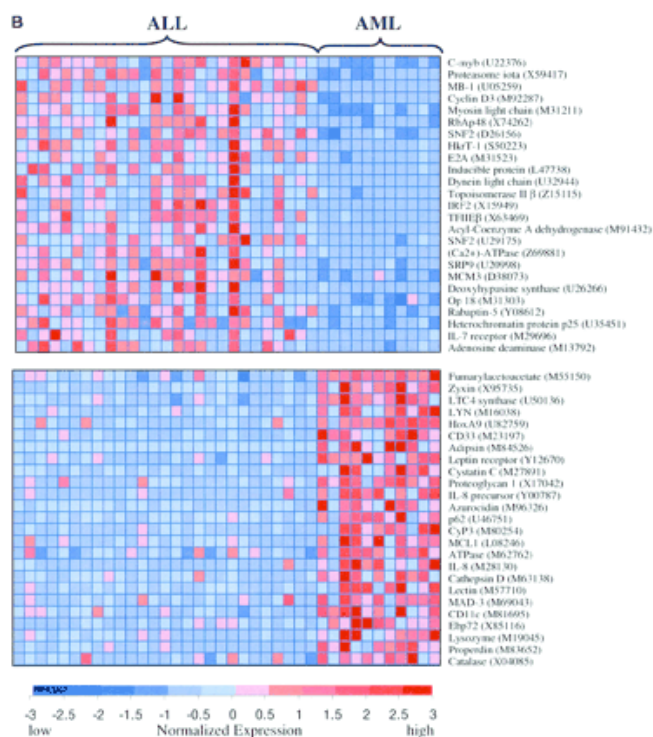 B
ALL AML
C-myb (U22376)
Proteasome iota (X59417)
MB-1 (U05259)
Cyclin D3 (M92287)
Myosin light chain (M31211)
RbAp48 (X74262)
SNF2 (D26156)
HkrT-1 (S50223)
E2A (M31523)
Inducible protein (L47738)
Dynein light chain (U32944)
Topoisomerase II β (Z15115)
IRF2 (X15949)
TFIIEβ (X63469)
Acyl-Coenzyme A dehydrogenase (M91432)
SNF2 (U29175)
(Ca2+)-ATPase (Z69881)
SRP9 (U20998)
MCM3 (D38073)
Deoxyhypusine synthase (U26266)
Op 18 (M31303)
Rabaptin-5 (Y08612)
Heterochromatin protein p25 (U35451)
IL-7 receptor (M29696)
Adenosine deaminase (M13792)
Fumarylacetoacetate (M55150)
Zyxin (X95735)
LTC4 synthase (U50136)
LYN (M16038)
HoxA9 (U82759)
CD33 (M23197)
Adipsin (M84526)
Leptin receptor (Y12670)
Cystatin C (M27891)
Proteoglycan 1 (X17042)
IL-8 precursor (Y00787)
Azurocidin (M96326)
p62 (U46751)
CyP3 (M80254)
MCL1 (L08246)
ATPase (M62762)
IL-8 (M28130)
Cathepsin D (M63138)
Lectin (M57710)
MAD-3 (M69043)
CD11c (M81695)
Ebp72 (X85116)
Lysozyme (M19045)
Properdin (M83652)
Catalase (X04085)
-3 -2.5 -2 -1.5 -1 -0.5 0 0.5 1 1.5 2 2.5 3
low Normalized Expression high